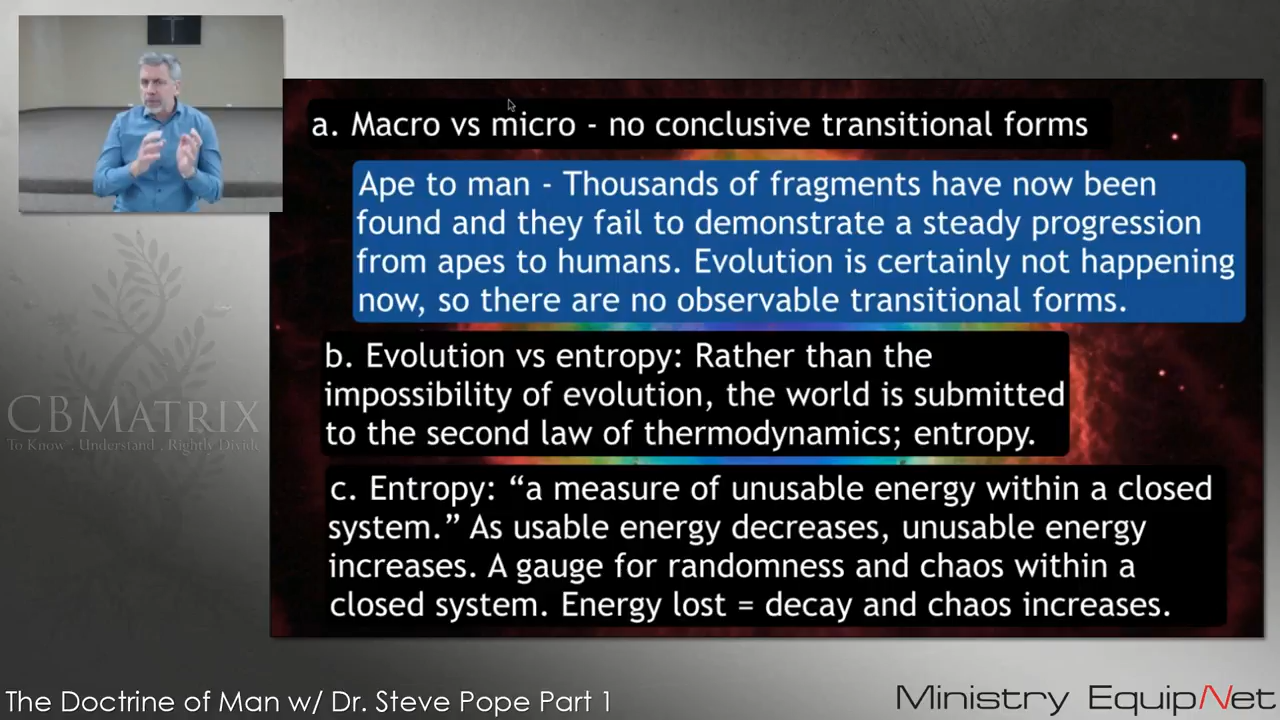 a. Macro vs micro - no conclusive transitional forms
Ape to man - Thousands of fragments have now been
found and they fail to demonstrate a steady progression
from apes to humans. Evolution is certainly not happening
now, so there are no observable transitional forms.
b. Evolution vs entropy: Rather than the
impossibility of evolution, the world is submitted
to the second law of thermodynamics; entropy.
c. Entropy: “a measure of unusable energy within a closed
system.” As usable energy decreases, unusable energy
increases. A gauge for randomness and chaos within a
closed system. Energy lost = decay and chaos increases.
CBMATRIX
To Know , Understand , Rightly Divide
The Doctrine of Man w/ Dr. Steve Pope Part 1
Ministry EquipNet